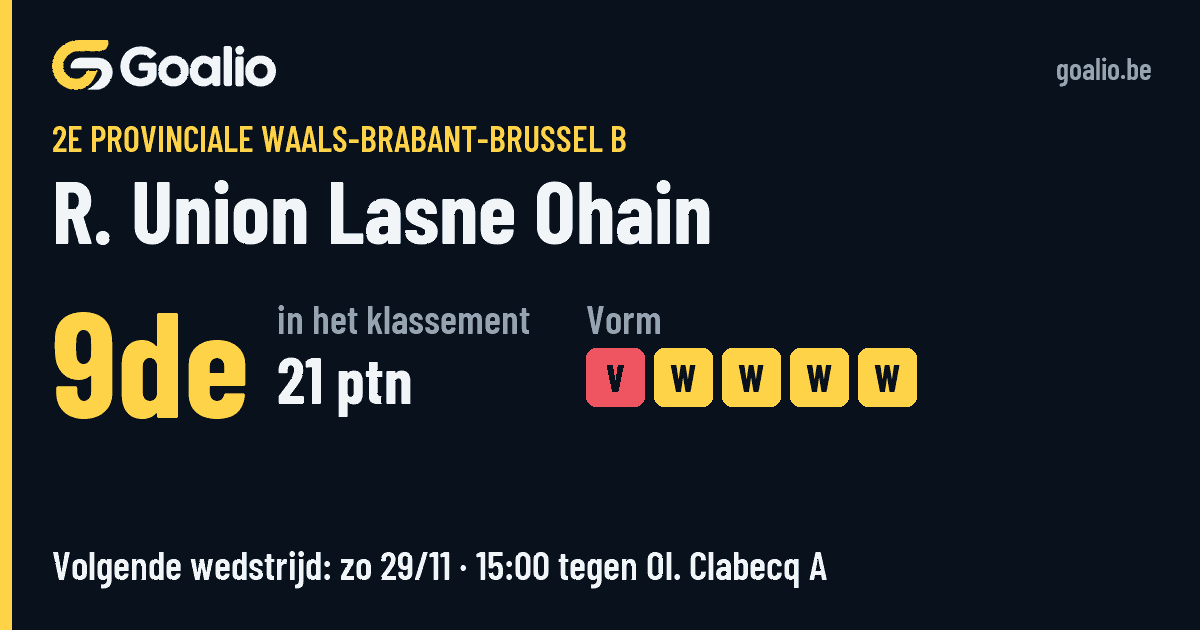 Goalio
goalio.be
2E PROVINCIALE WAALS-BRABANT-BRUSSEL B
R. Union Lasne Ohain
9de
in het klassement
21 ptn
Vorm
V W W W W
Volgende wedstrijd: zo 29/11 · 15:00 tegen Ol. Clabecq A